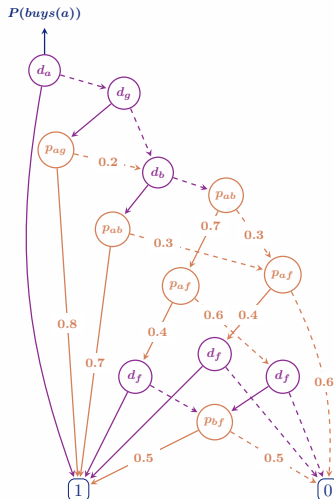 P(buys(a))
d_a
d_g
p_ag
0.2
d_b
p_ab
p_ab
0.7
0.3
0.3
p_af
p_af
0.4
0.6
0.4
0.8
0.7
d_f
d_f
d_f
0.6
p_bf
0.5
0.5
1
0